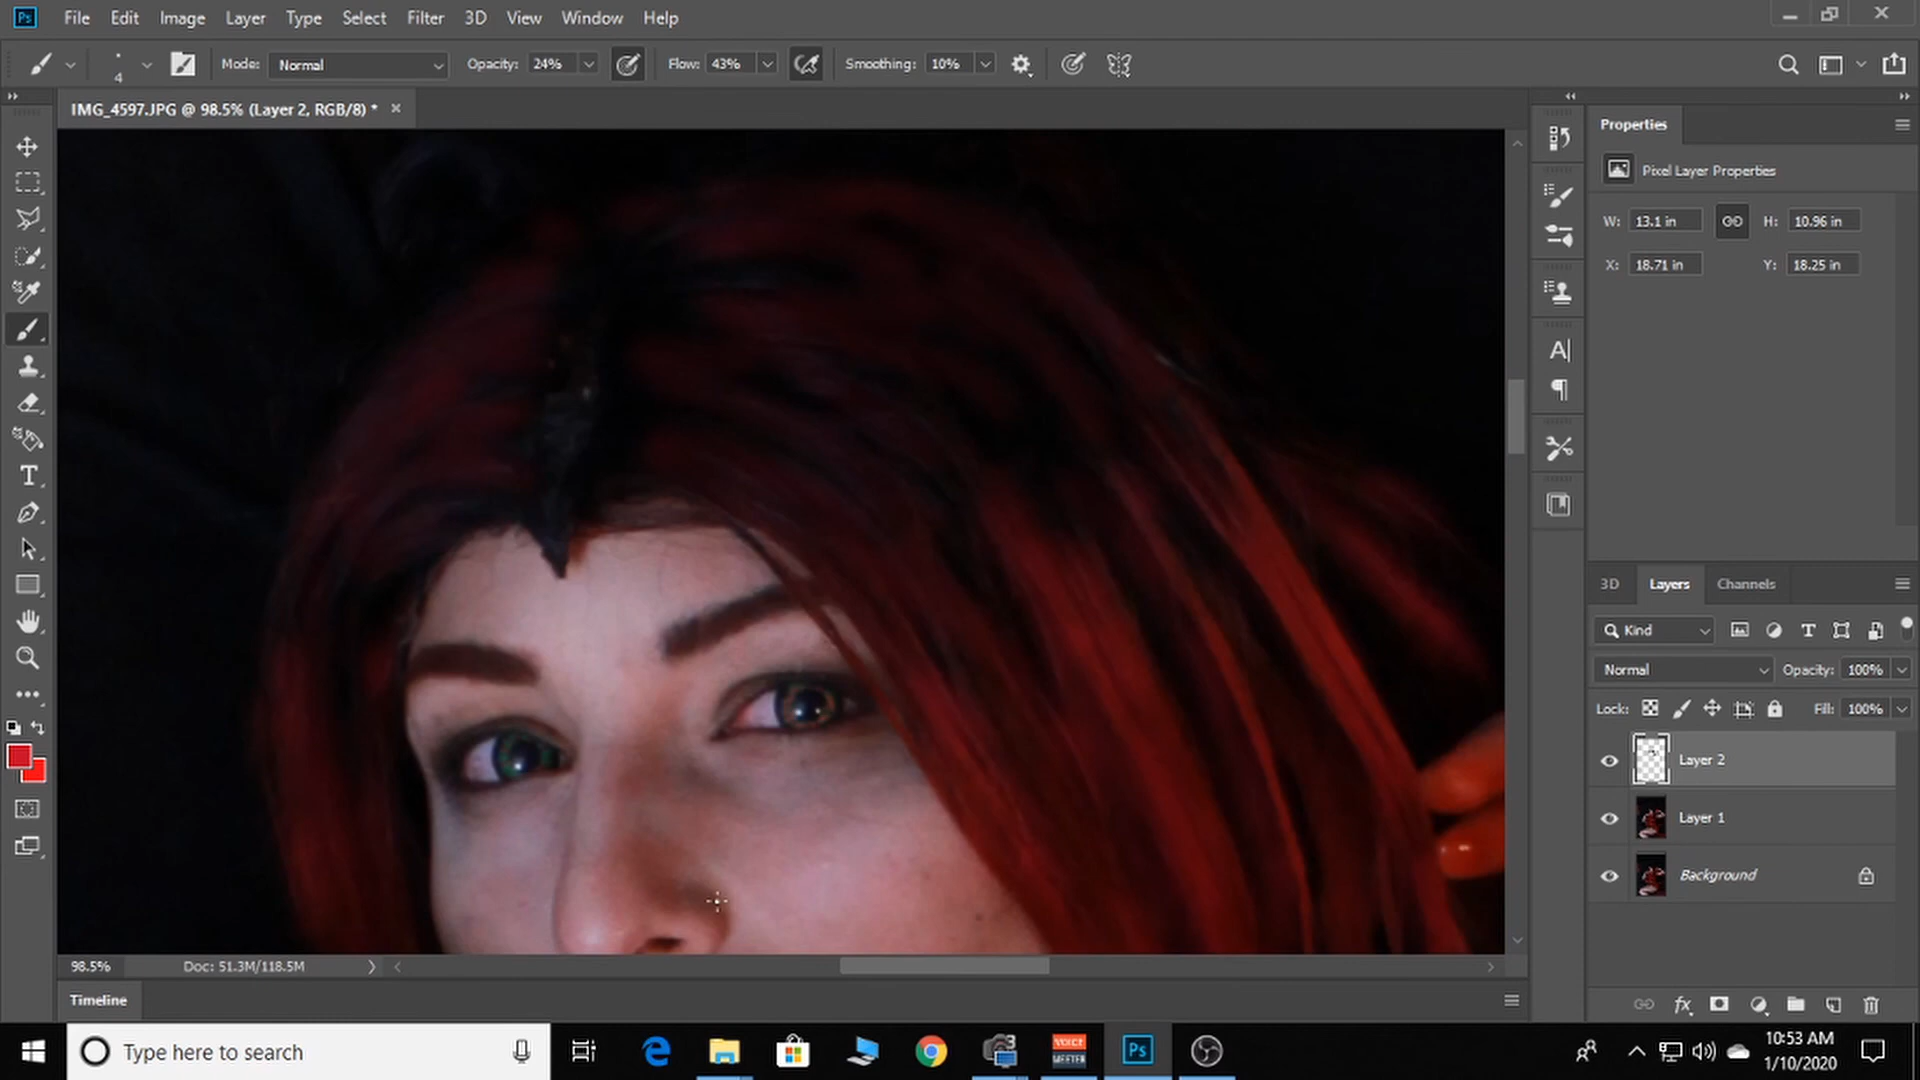 Ps File Edit Image Layer Type Select Filter 3D View Window Help
4 Mode: Normal Opacity: 24% Flow: 43% Smoothing: 10%
IMG_4597.JPG @ 98.5% (Layer 2, RGB/8) * ×
Properties
Pixel Layer Properties
W: 13.1 in H: 10.96 in
X: 18.71 in Y: 18.25 in
3D Layers Channels
Kind
Normal Opacity: 100%
Lock: Fill: 100%
Layer 2
Layer 1
Background
98.5% Doc: 51.3M/118.5M
Timeline
Type here to search
VOICE
MEETER
Ps
10:53 AM
1/10/2020